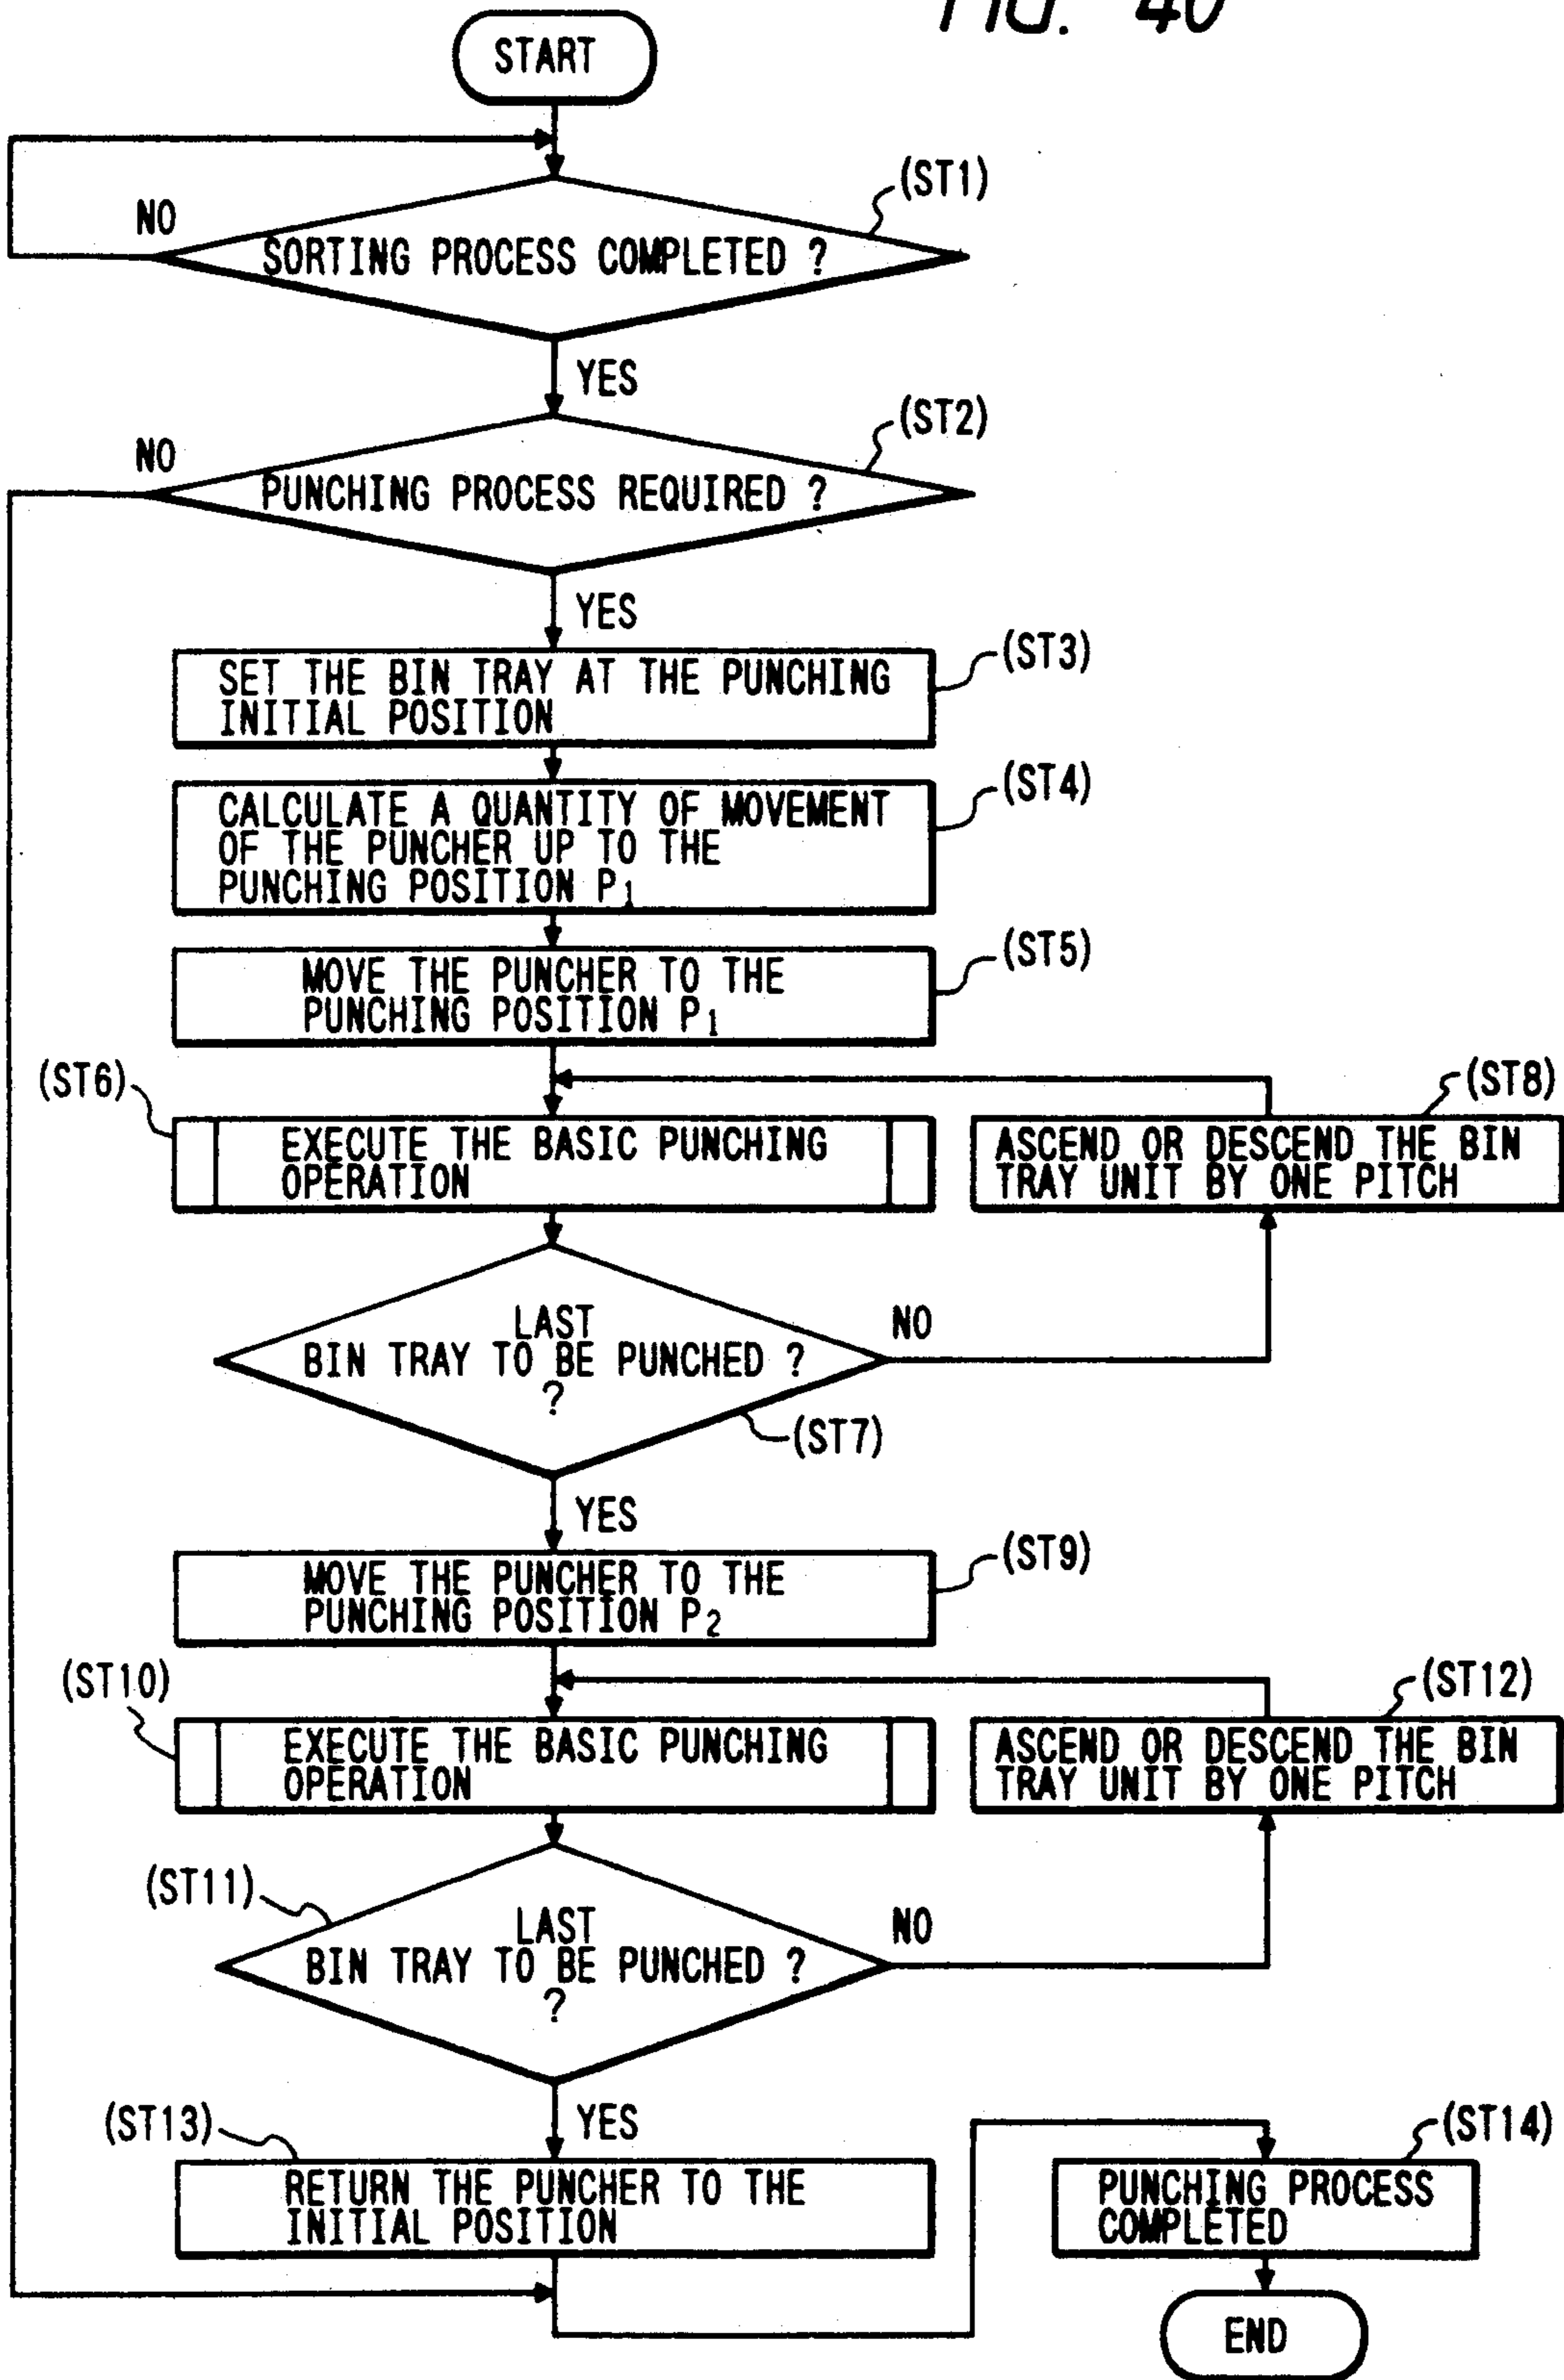 FIG. 40
START
(ST1)
NO
SORTING PROCESS COMPLETED ?
YES
(ST2)
NO
PUNCHING PROCESS REQUIRED ?
YES
(ST3)
SET THE BIN TRAY AT THE PUNCHING
INITIAL POSITION
(ST4)
CALCULATE A QUANTITY OF MOVEMENT
OF THE PUNCHER UP TO THE
PUNCHING POSITION P1
(ST5)
MOVE THE PUNCHER TO THE
PUNCHING POSITION P1
(ST6)
EXECUTE THE BASIC PUNCHING
OPERATION
(ST8)
ASCEND OR DESCEND THE BIN
TRAY UNIT BY ONE PITCH
LAST
BIN TRAY TO BE PUNCHED ?
?
NO
(ST7)
YES
(ST9)
MOVE THE PUNCHER TO THE
PUNCHING POSITION P2
(ST10)
EXECUTE THE BASIC PUNCHING
OPERATION
(ST12)
ASCEND OR DESCEND THE BIN
TRAY UNIT BY ONE PITCH
(ST11)
LAST
BIN TRAY TO BE PUNCHED ?
?
NO
YES
(ST13)
RETURN THE PUNCHER TO THE
INITIAL POSITION
(ST14)
PUNCHING PROCESS
COMPLETED
END